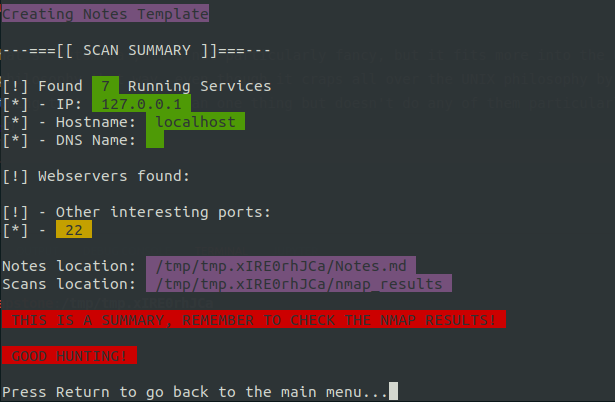 Creating Notes Template
---===[[ SCAN SUMMARY ]]===---
[!] Found 7 Running Services
[*] - IP: 127.0.0.1
[*] - Hostname: localhost
[*] - DNS Name:
[!] Webservers found:
[!] - Other interesting ports:
[*] - 22
Notes location: /tmp/tmp.xIRE0rhJCa/Notes.md
Scans location: /tmp/tmp.xIRE0rhJCa/nmap_results
THIS IS A SUMMARY, REMEMBER TO CHECK THE NMAP RESULTS!
GOOD HUNTING!
Press Return to go back to the main menu...